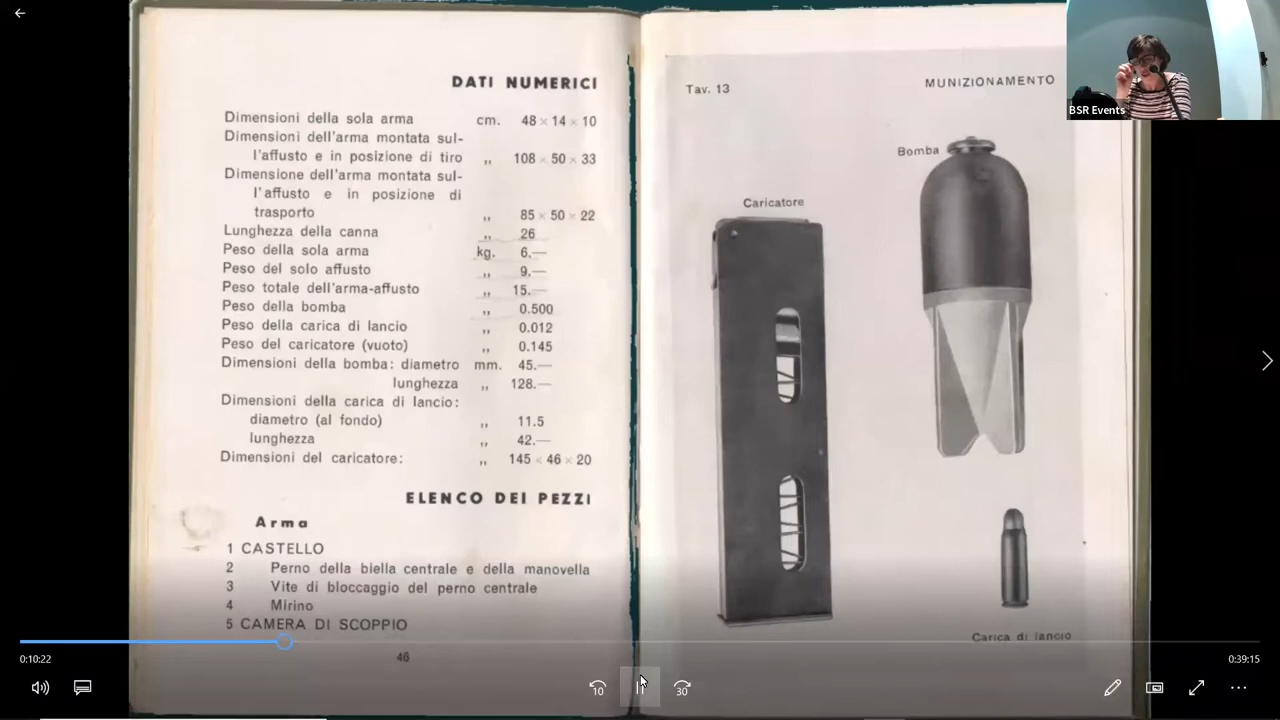 DATI NUMERICI
Dimensioni della sola arma cm. 48 × 14 × 10
Dimensioni dell'arma montata sul-
l'affusto e in posizione di tiro ,, 108 × 50 × 33
Dimensione dell'arma montata sul-
l'affusto e in posizione di
trasporto ,, 85 × 50 × 22
Lunghezza della canna ,, 26
Peso della sola arma kg. 6.—
Peso del solo affusto ,, 9.—
Peso totale dell'arma-affusto ,, 15.—
Peso della bomba ,, 0.500
Peso della carica di lancio ,, 0.012
Peso del caricatore (vuoto) ,, 0.145
Dimensioni della bomba: diametro mm. 45.—
lunghezza ,, 128.—
Dimensioni della carica di lancio:
diametro (al fondo) ,, 11.5
lunghezza ,, 42.—
Dimensioni del caricatore: ,, 145 × 46 × 20
ELENCO DEI PEZZI
Arma
1 CASTELLO
2 Perno della biella centrale e della manovella
3 Vite di bloccaggio del perno centrale
4 Mirino
5 CAMERA DI SCOPPIO
46
Tav. 13 MUNIZIONAMENTO
Bomba
Caricatore
Carica di lancio
BSR Events
0:10:22
0:39:15
10
30